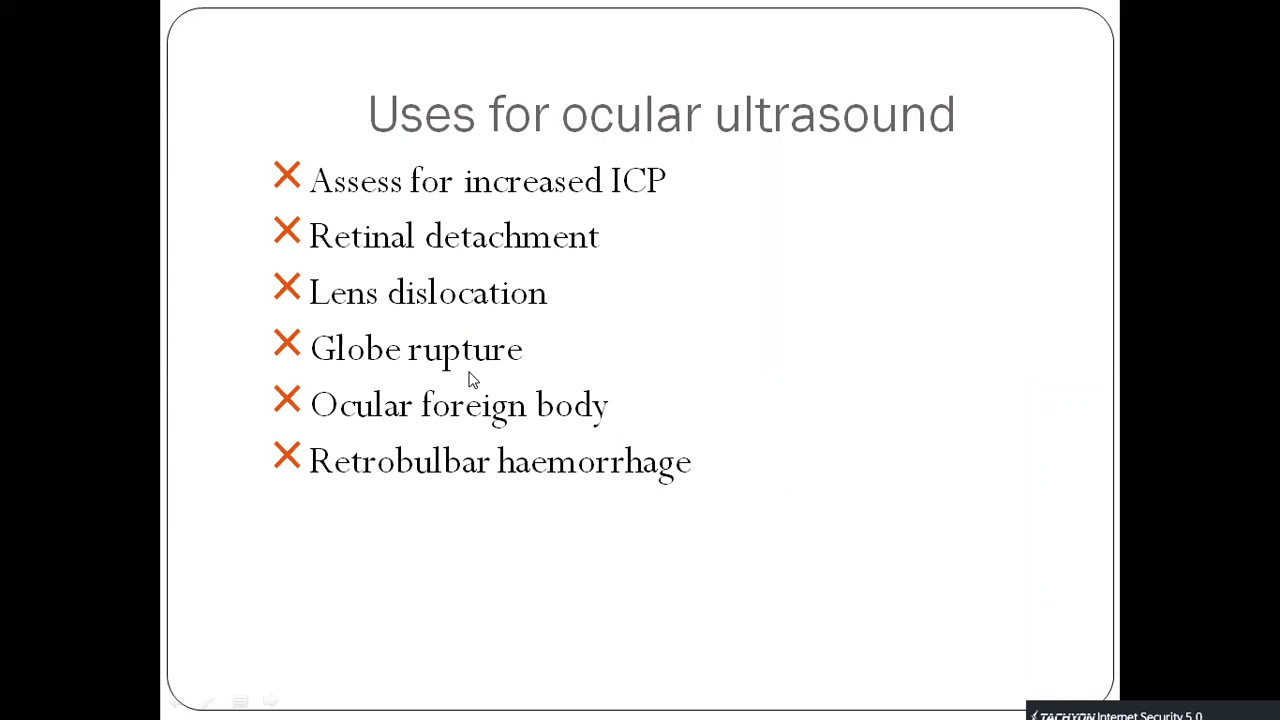 Uses for ocular ultrasound
Assess for increased ICP
Retinal detachment
Lens dislocation
Globe rupture
Ocular foreign body
Retrobulbar haemorrhage
TACHYON Internet Security 5.0